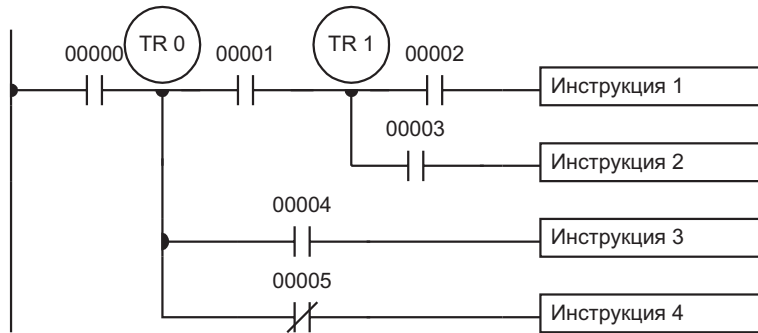 TR 0
TR 1
00000
00001
00002
Инструкция 1
00003
Инструкция 2
00004
Инструкция 3
00005
Инструкция 4